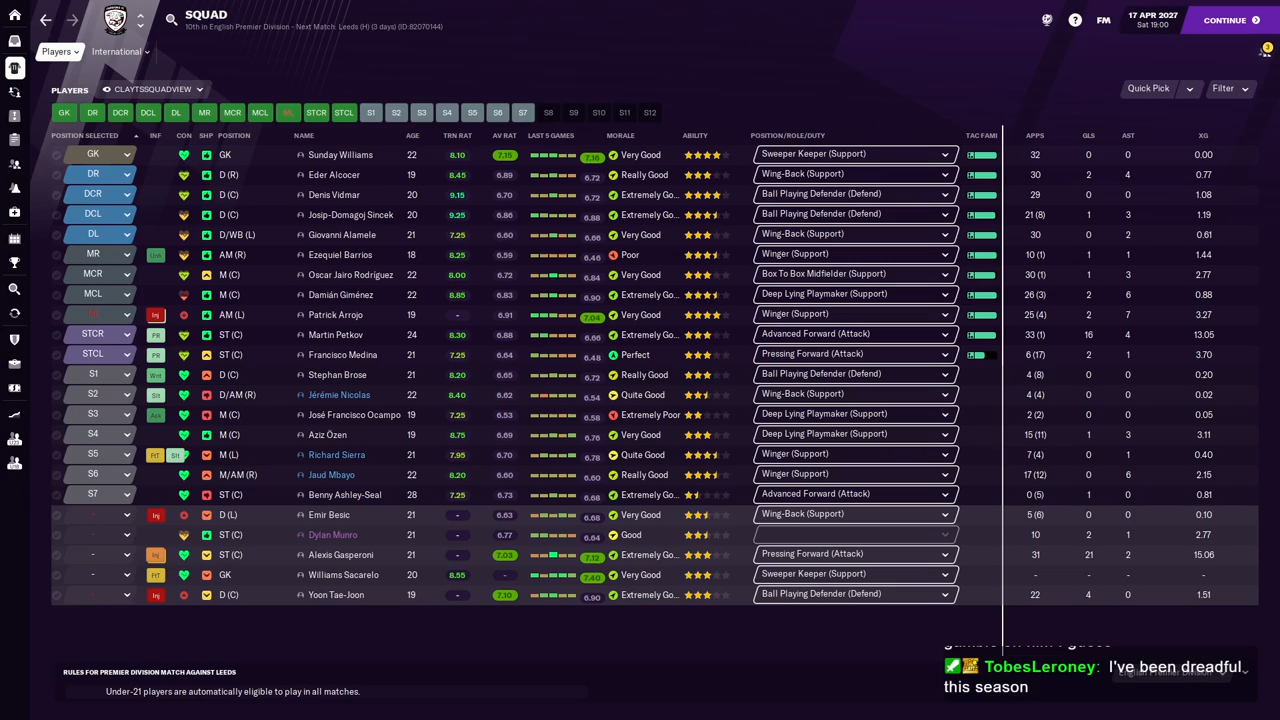 SQUAD
10th in English Premier Division - Next Match: Leeds (H) (3 days) (ID:82070144)
FM
17 APR 2027
Sat 19:00
CONTINUE
Players
International
3
PLAYERS
CLAYTSSQUADVIEW
Quick Pick
Filter
GK DR DCR DCL DL MR MCR MCL ML STCR STCL S1 S2 S3 S4 S5 S6 S7 S8 S9 S10 S11 S12
POSITION SELECTED INF CON SHP POSITION NAME AGE TRN RAT AV RAT LAST 5 GAMES MORALE ABILITY POSITION/ROLE/DUTY TAC FAMI APPS GLS AST XG
GK GK Sunday Williams 22 8.10 7.15 7.16 Very Good Sweeper Keeper (Support) 32 0 0 0.00
DR D (R) Eder Alocer 19 8.45 6.89 6.72 Really Good Wing-Back (Support) 30 2 4 0.77
DCR D (C) Denis Vidmar 20 9.15 6.70 6.72 Extremely Go... Ball Playing Defender (Defend) 29 0 0 1.08
DCL D (C) Josip-Domagoj Sincek 20 9.25 6.86 6.88 Extremely Go... Ball Playing Defender (Defend) 21 (8) 1 3 1.19
DL D/WB (L) Giovanni Alamele 21 7.25 6.60 6.66 Very Good Wing-Back (Support) 30 0 2 0.61
MR Unh AM (R) Ezequiel Barrios 18 8.25 6.59 6.46 Poor Winger (Support) 10 (1) 1 1 1.44
MCR M (C) Oscar Jairo Rodríguez 22 8.00 6.72 6.84 Very Good Box To Box Midfielder (Support) 30 (1) 1 3 2.77
MCL M (C) Damián Giménez 22 8.85 6.83 6.90 Extremely Go... Deep Lying Playmaker (Support) 26 (3) 2 6 0.88
ML Inj AM (L) Patrick Arrojo 19 - 6.91 7.04 Very Good Winger (Support) 25 (4) 2 7 3.27
STCR PR ST (C) Martin Petkov 24 8.30 6.88 6.66 Extremely Go... Advanced Forward (Attack) 33 (1) 16 4 13.05
STCL PR ST (C) Francisco Medina 21 7.25 6.64 6.48 Perfect Pressing Forward (Attack) 6 (17) 2 1 3.70
S1 Wnt D (C) Stephan Brose 21 8.20 6.65 6.72 Really Good Ball Playing Defender (Defend) 4 (8) 0 1 0.20
S2 Slt D/AM (R) Jérémie Nicolas 22 8.40 6.62 6.54 Quite Good Wing-Back (Support) 4 (4) 0 0 0.02
S3 Ask M (C) José Francisco Ocampo 19 7.25 6.53 6.58 Extremely Poor Deep Lying Playmaker (Support) 2 (2) 0 0 0.05
S4 M (C) Aziz Özen 19 8.75 6.69 6.76 Very Good Deep Lying Playmaker (Support) 15 (11) 1 3 3.11
S5 FtT Slt M (L) Richard Sierra 21 7.95 6.70 6.78 Quite Good Winger (Support) 7 (4) 0 1 0.40
S6 M/AM (R) Jaud Mbayo 22 8.20 6.60 6.60 Really Good Winger (Support) 17 (12) 0 6 2.15
S7 ST (C) Benny Ashley-Seal 28 7.25 6.73 6.68 Very Good Advanced Forward (Attack) 0 (5) 1 0 0.81
- Inj D (L) Emir Besic 21 - 6.63 6.68 Very Good Wing-Back (Support) 5 (6) 0 0 0.10
- ST (C) Dylan Munro 21 - 6.77 6.64 Good 10 2 1 2.77
- Inj ST (C) Alexis Gasperoni 21 - 7.03 7.12 Extremely Go... Pressing Forward (Attack) 31 21 2 15.06
- FtT GK Williams Sacarelo 20 8.55 - 7.40 Very Good Sweeper Keeper (Support) - - - -
- Inj D (C) Yoon Tae-Joon 19 - 7.10 6.90 Extremely Go... Ball Playing Defender (Defend) 22 4 0 1.51
RULES FOR PREMIER DIVISION MATCH AGAINST LEEDS
Under-21 players are automatically eligible to play in all matches.
English Premier Division
TobesLeroney: I've been dreadful
this season